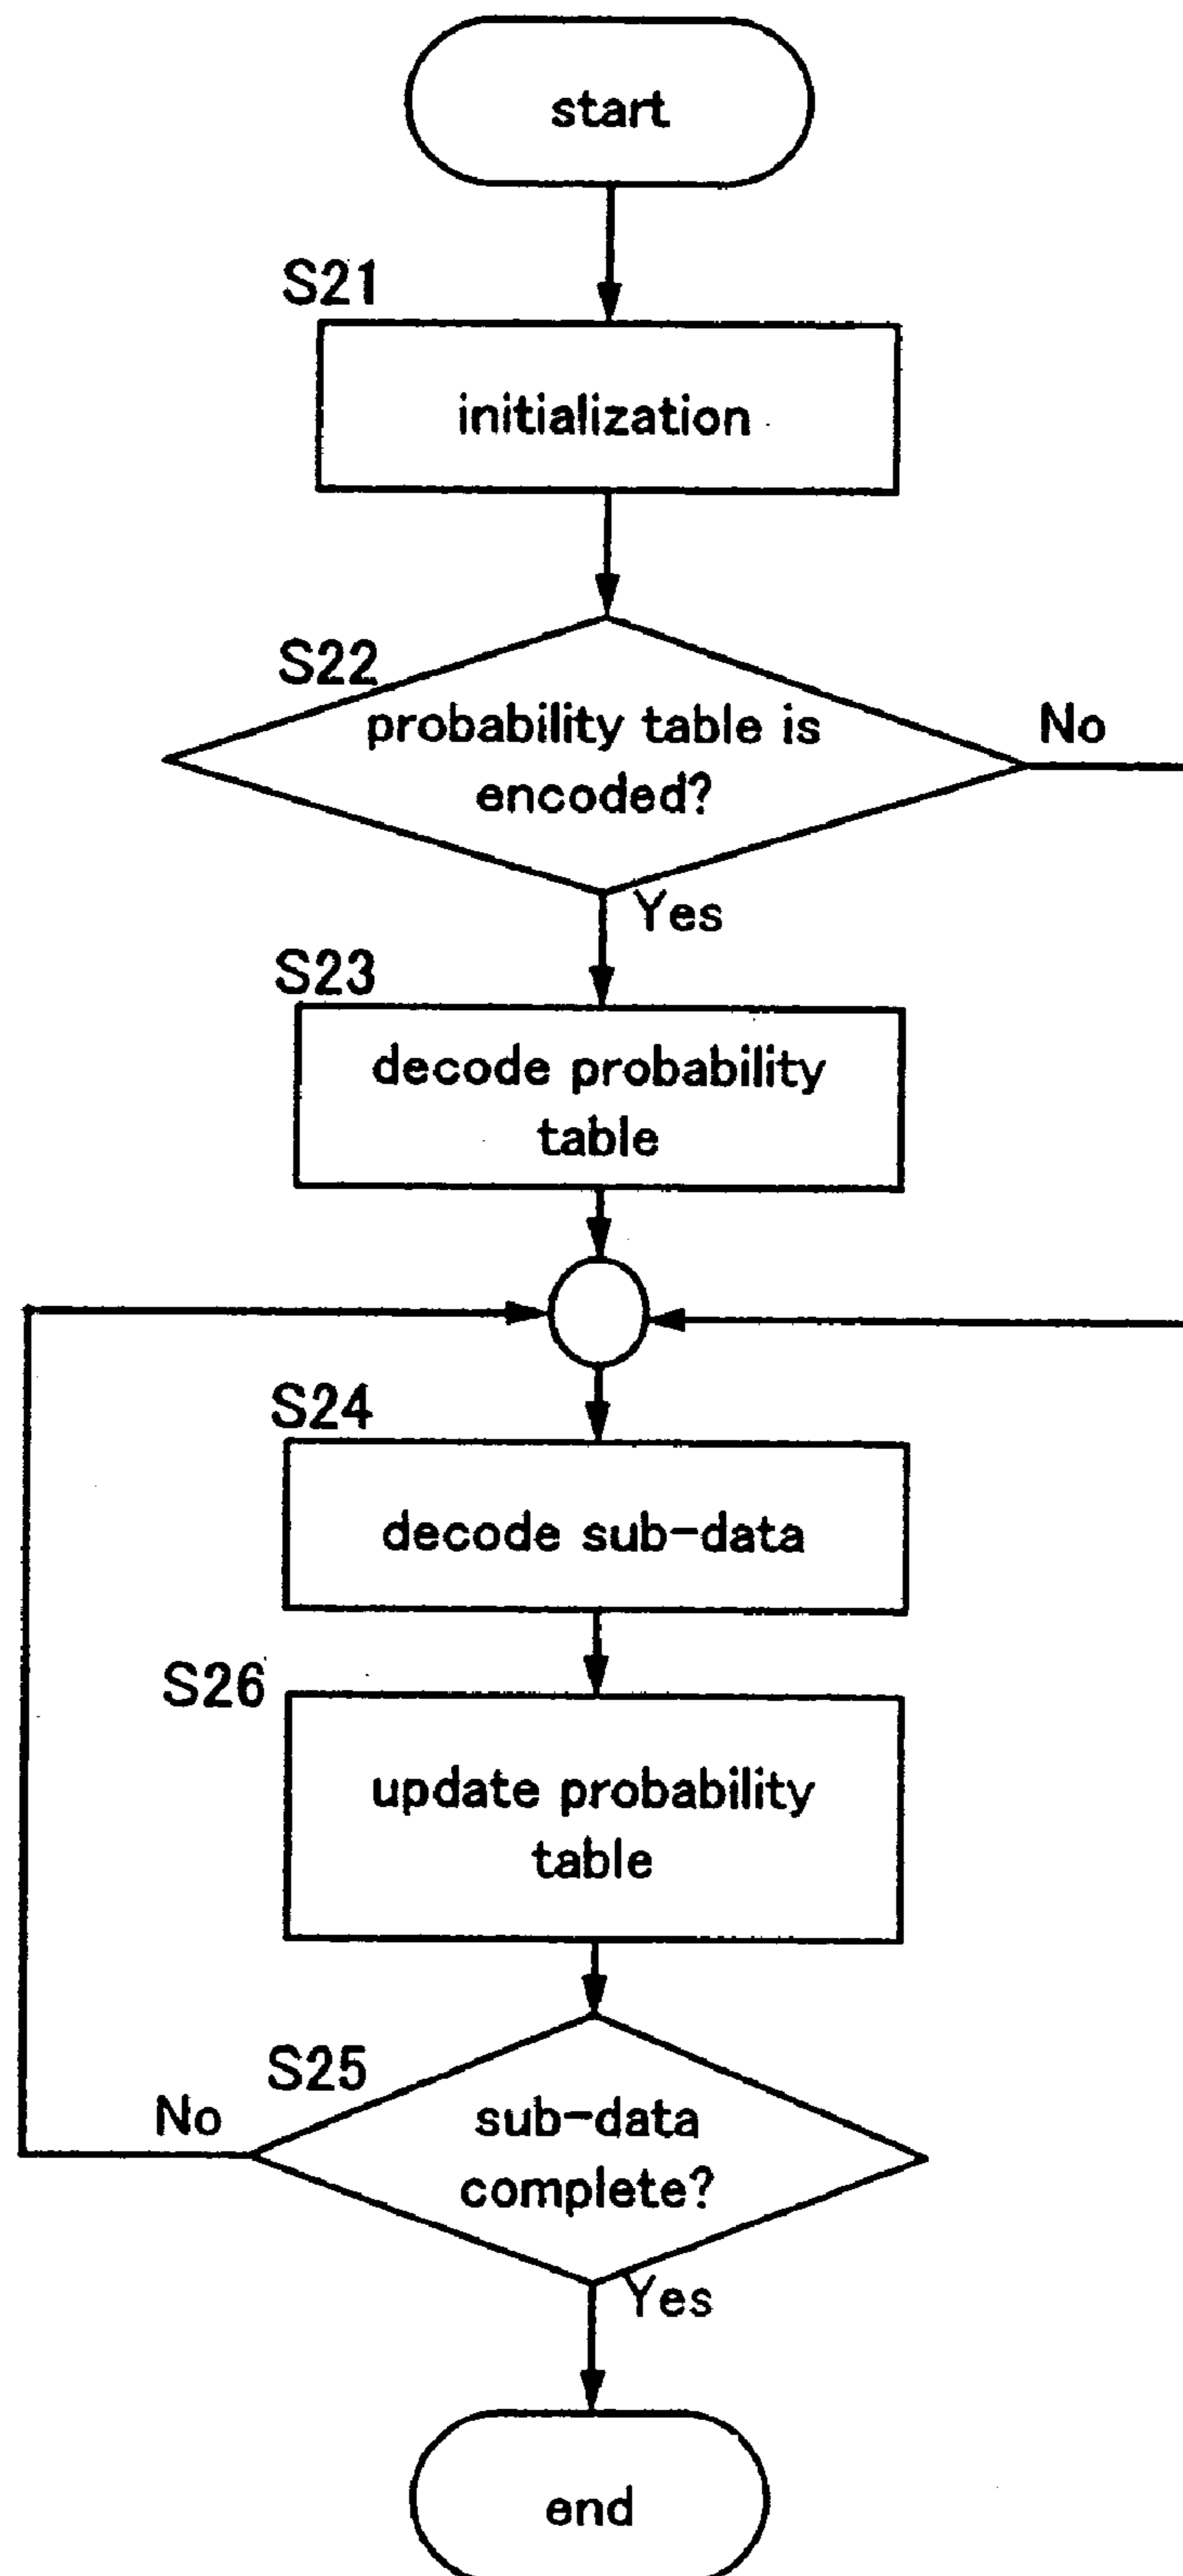 start
S21
initialization
S22
probability table is
encoded?
No
Yes
S23
decode probability
table
S24
decode sub-data
S26
update probability
table
S25
No
sub-data
complete?
Yes
end